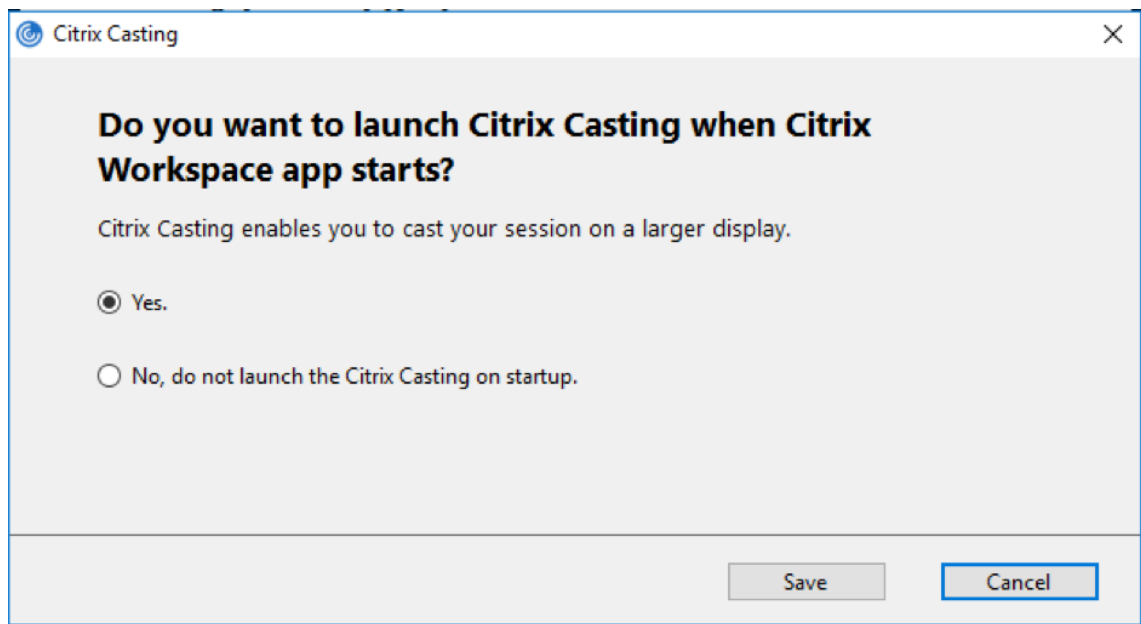 Citrix Casting
Do you want to launch Citrix Casting when Citrix
Workspace app starts?
Citrix Casting enables you to cast your session on a larger display.
Yes.
No, do not launch the Citrix Casting on startup.
Save
Cancel